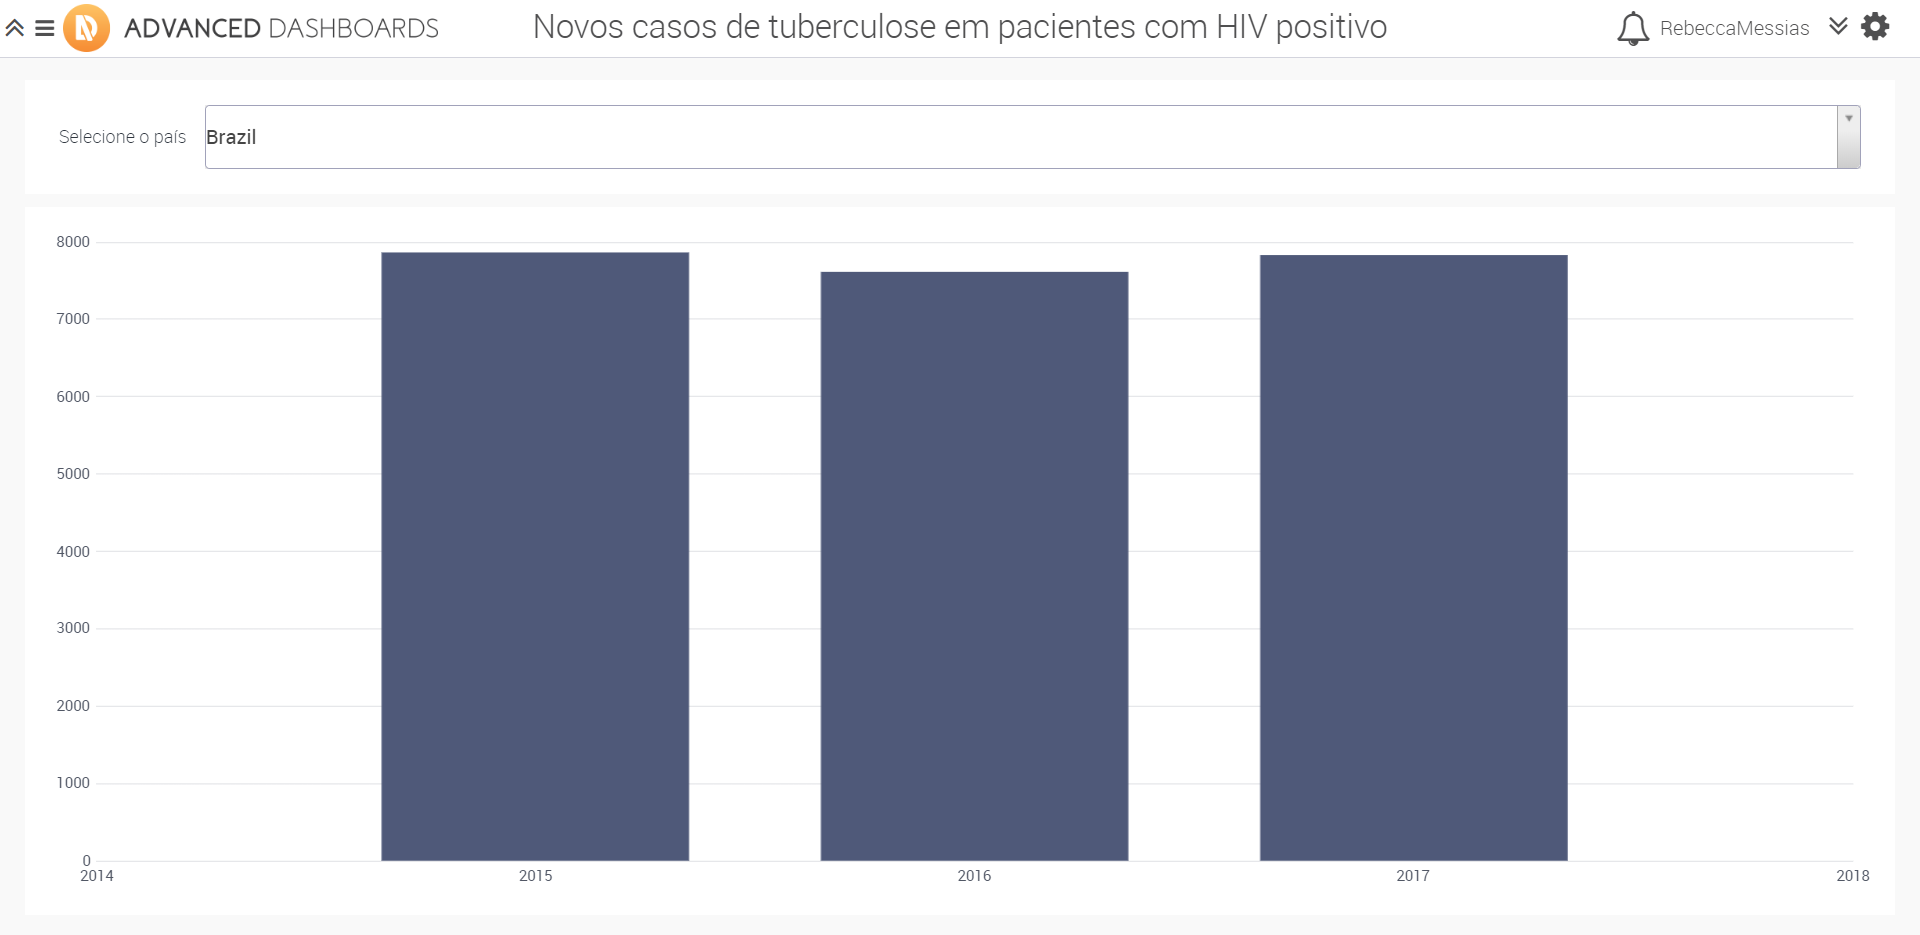 ADVANCED DASHBOARDS
Novos casos de tuberculose em pacientes com HIV positivo
RebeccaMessias
Selecione o país
Brazil
8000
7000
6000
5000
4000
3000
2000
1000
0
2014 2015 2016 2017 2018